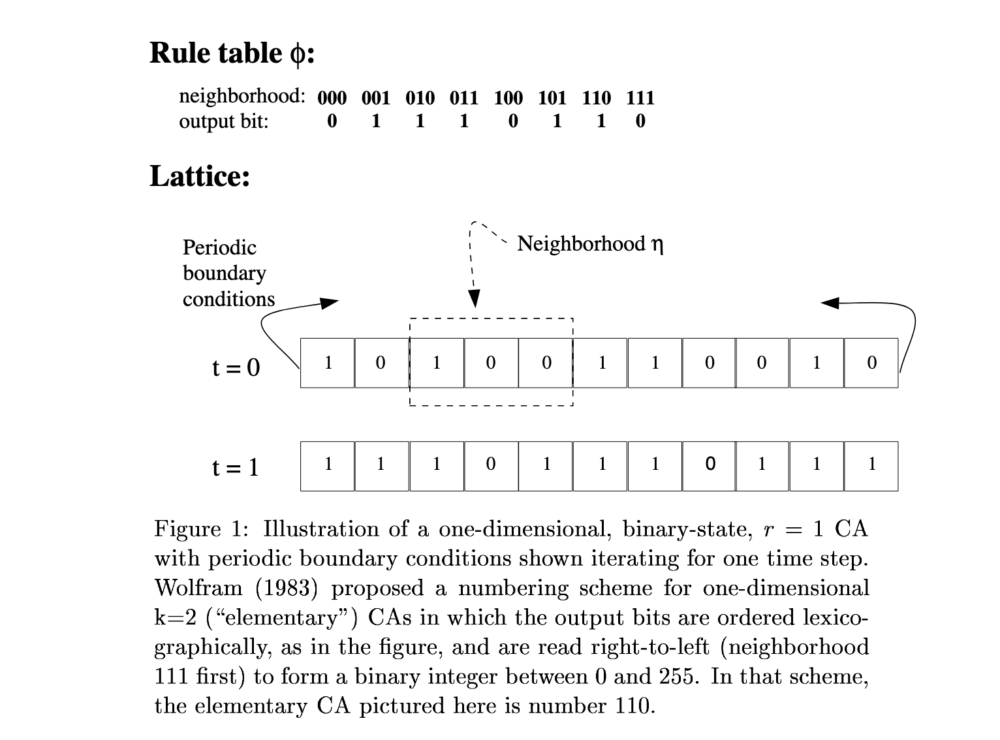 Rule table ϕ:
neighborhood: 000 001 010 011 100 101 110 111
output bit: 0 1 1 1 0 1 1 0
Lattice:
Periodic
boundary
conditions
Neighborhood η
t = 0 1 0 1 0 0 1 1 0 0 1 0
t = 1 1 1 1 0 1 1 1 0 1 1 1
Figure 1: Illustration of a one-dimensional, binary-state, r = 1 CA
with periodic boundary conditions shown iterating for one time step.
Wolfram (1983) proposed a numbering scheme for one-dimensional
k=2 (“elementary”) CAs in which the output bits are ordered lexico-
graphically, as in the figure, and are read right-to-left (neighborhood
111 first) to form a binary integer between 0 and 255. In that scheme,
the elementary CA pictured here is number 110.